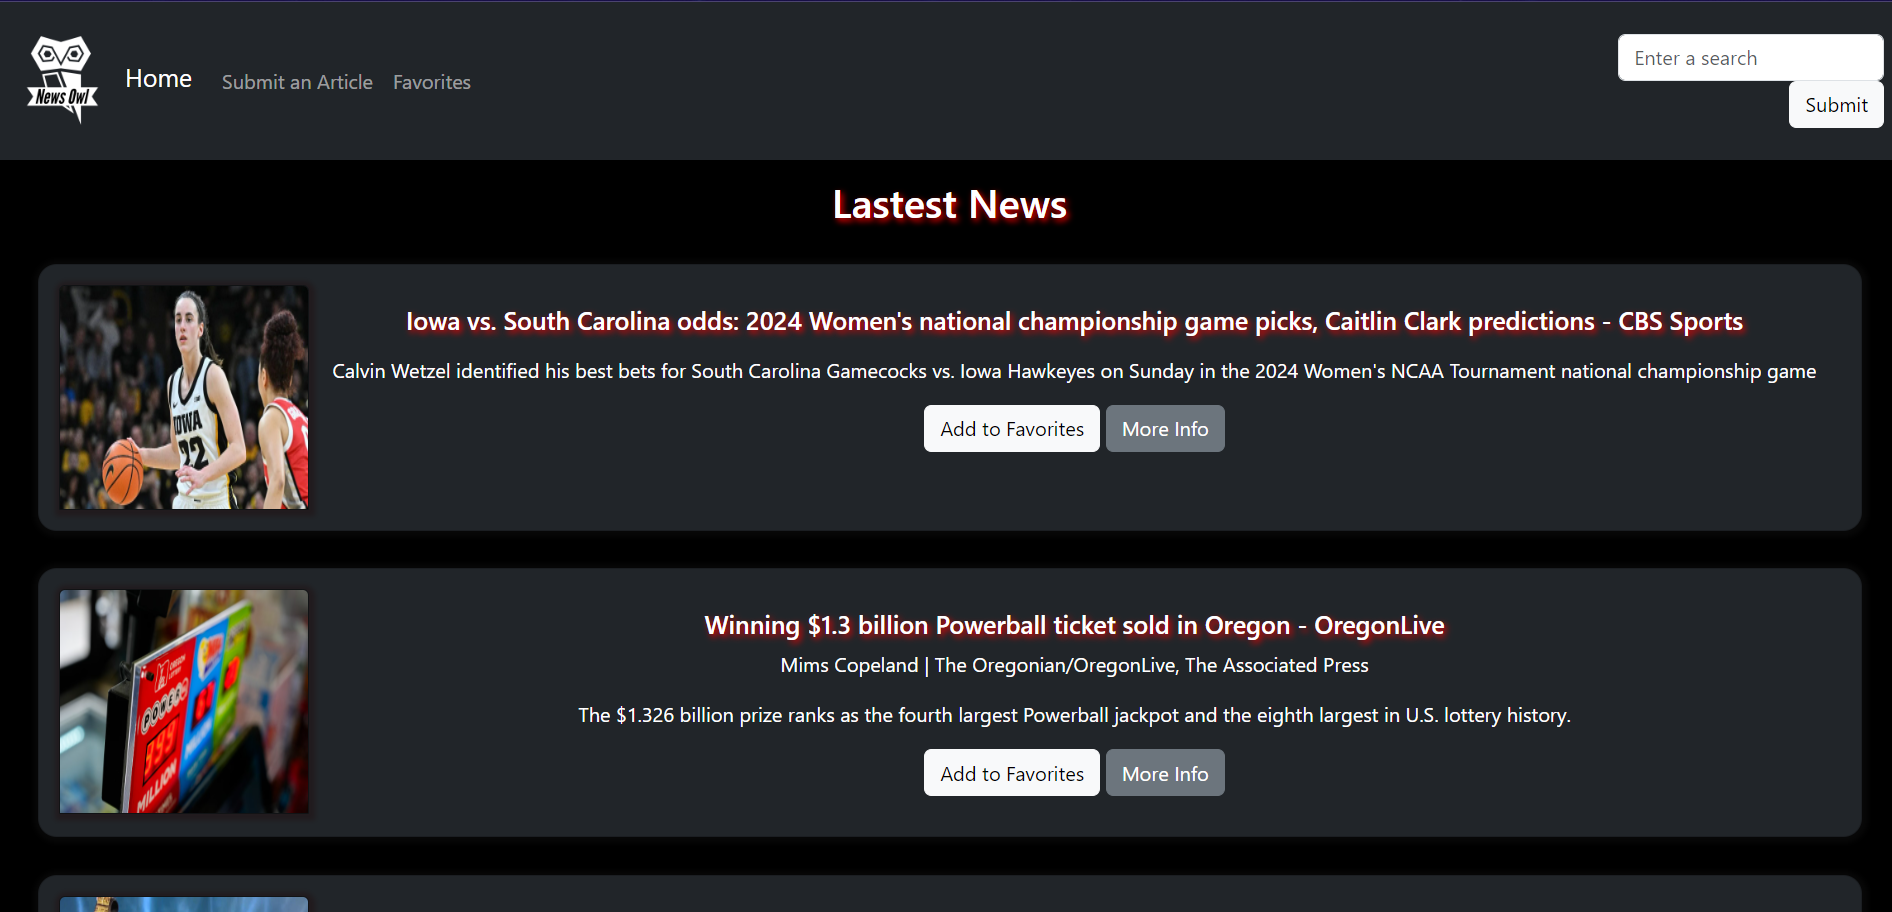 News Owl
Home
Submit an Article
Favorites
Enter a search
Submit
Lastest News
Iowa vs. South Carolina odds: 2024 Women's national championship game picks, Caitlin Clark predictions - CBS Sports
Calvin Wetzel identified his best bets for South Carolina Gamecocks vs. Iowa Hawkeyes on Sunday in the 2024 Women's NCAA Tournament national championship game
Add to Favorites
More Info
IOWA
22
Winning $1.3 billion Powerball ticket sold in Oregon - OregonLive
Mims Copeland | The Oregonian/OregonLive, The Associated Press
The $1.326 billion prize ranks as the fourth largest Powerball jackpot and the eighth largest in U.S. lottery history.
Add to Favorites
More Info
POWER
MILLION